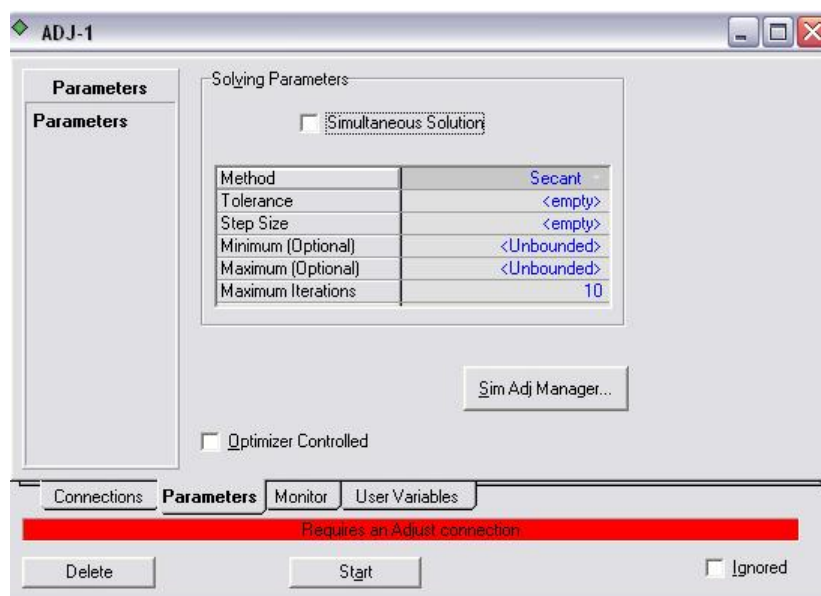 ADJ-1
Parameters
Parameters
Solving Parameters
Simultaneous Solution
Method Secant
Tolerance <empty>
Step Size <empty>
Minimum (Optional) <Unbounded>
Maximum (Optional) <Unbounded>
Maximum Iterations 10
Sim Adj Manager...
Optimizer Controlled
Connections Parameters Monitor User Variables
Requires an Adjust connection
Delete Start Ignored